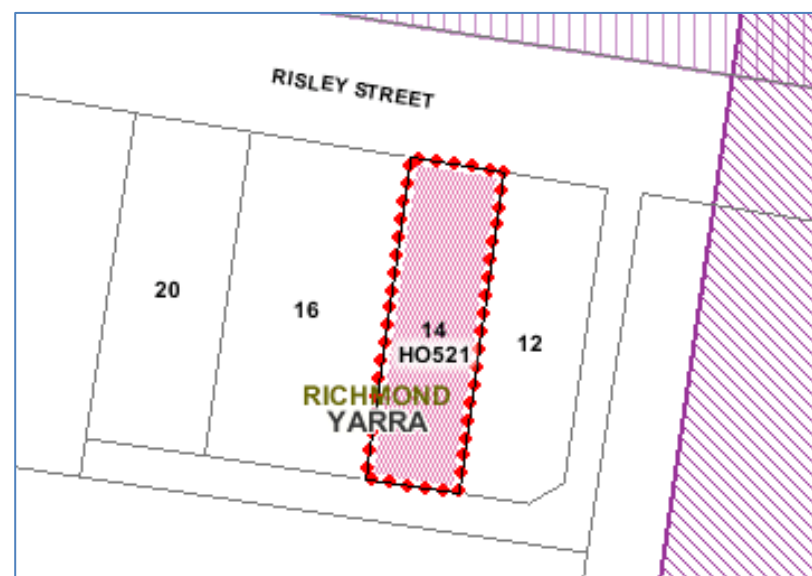 RISLEY STREET
20
16
14
HO521
12
RICHMOND
YARRA